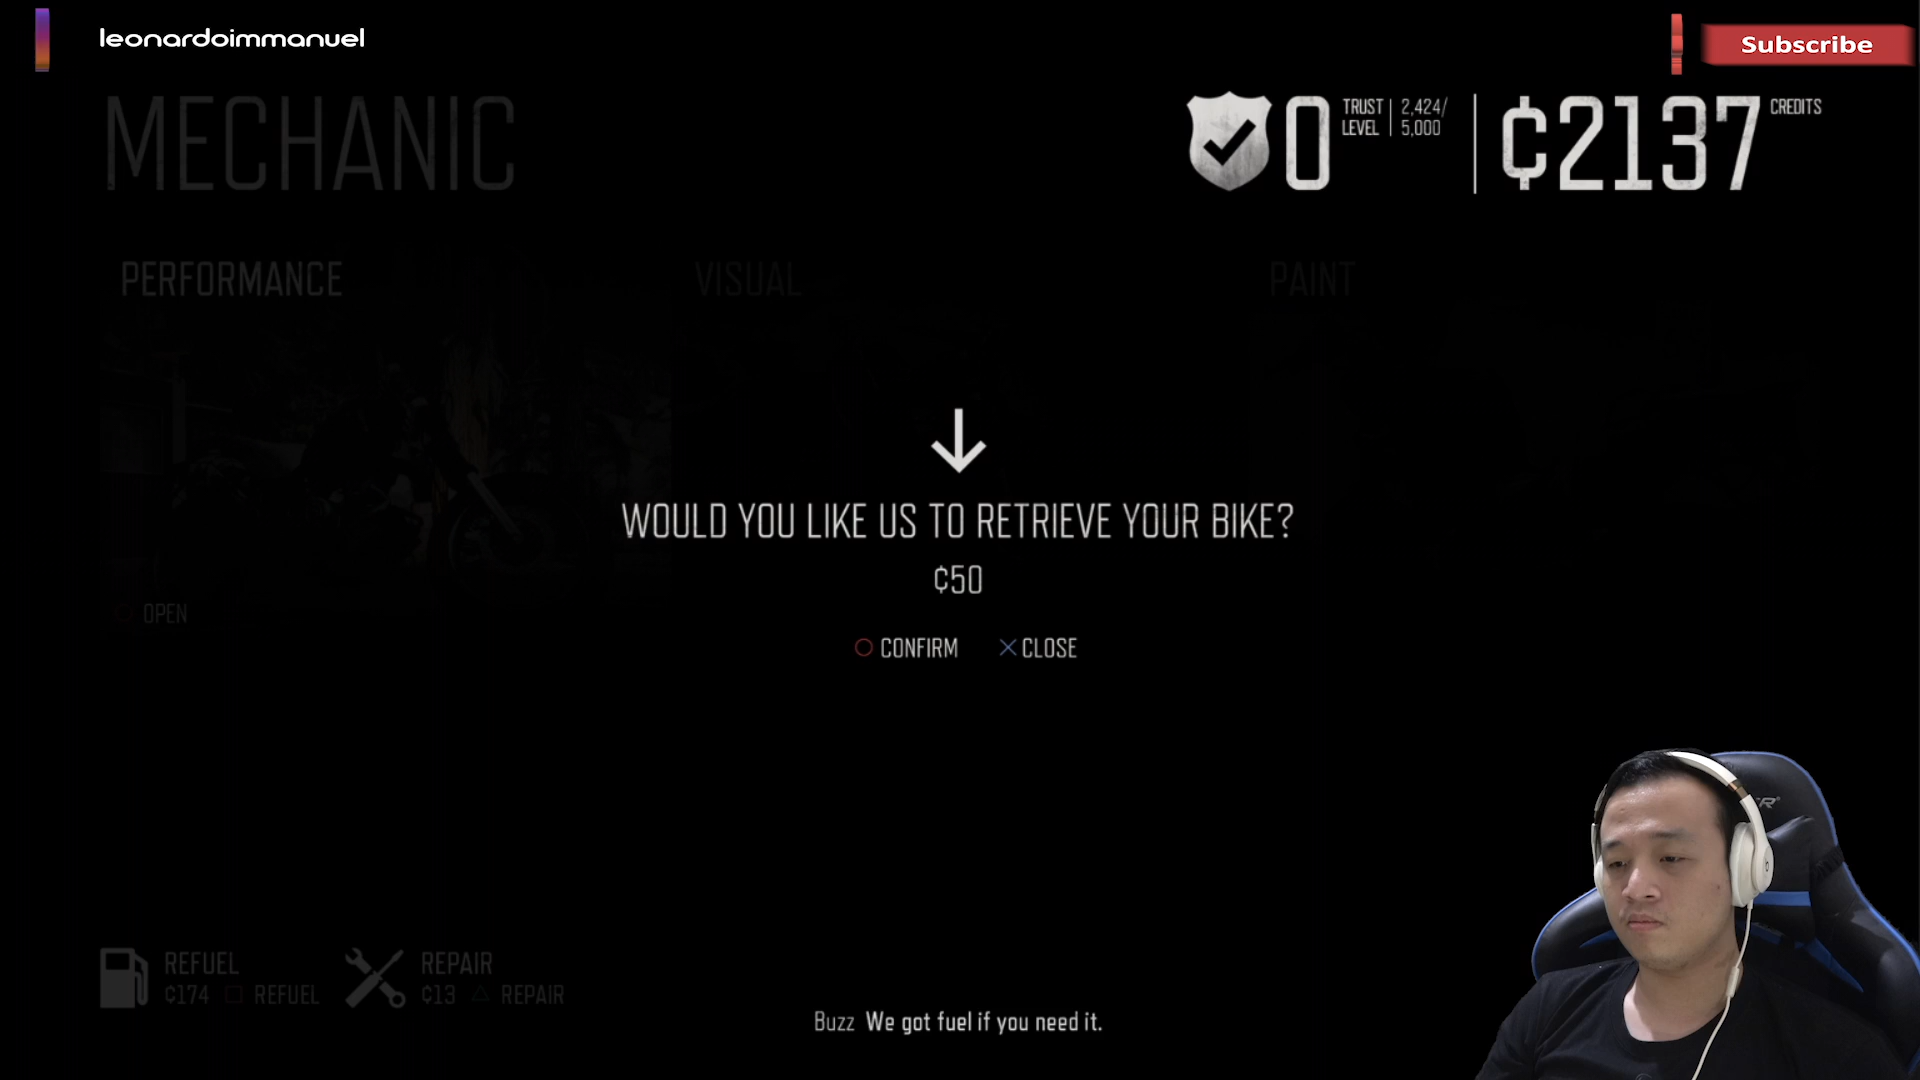 leonardoimmanuel
Subscribe
MECHANIC
0
TRUST LEVEL
2,424/
5,000
¢2137
CREDITS
PERFORMANCE
VISUAL
PAINT
WOULD YOU LIKE US TO RETRIEVE YOUR BIKE?
¢50
CONFIRM
CLOSE
OPEN
REFUEL
¢174 REFUEL
REPAIR
¢13 REPAIR
Buzz We got fuel if you need it.